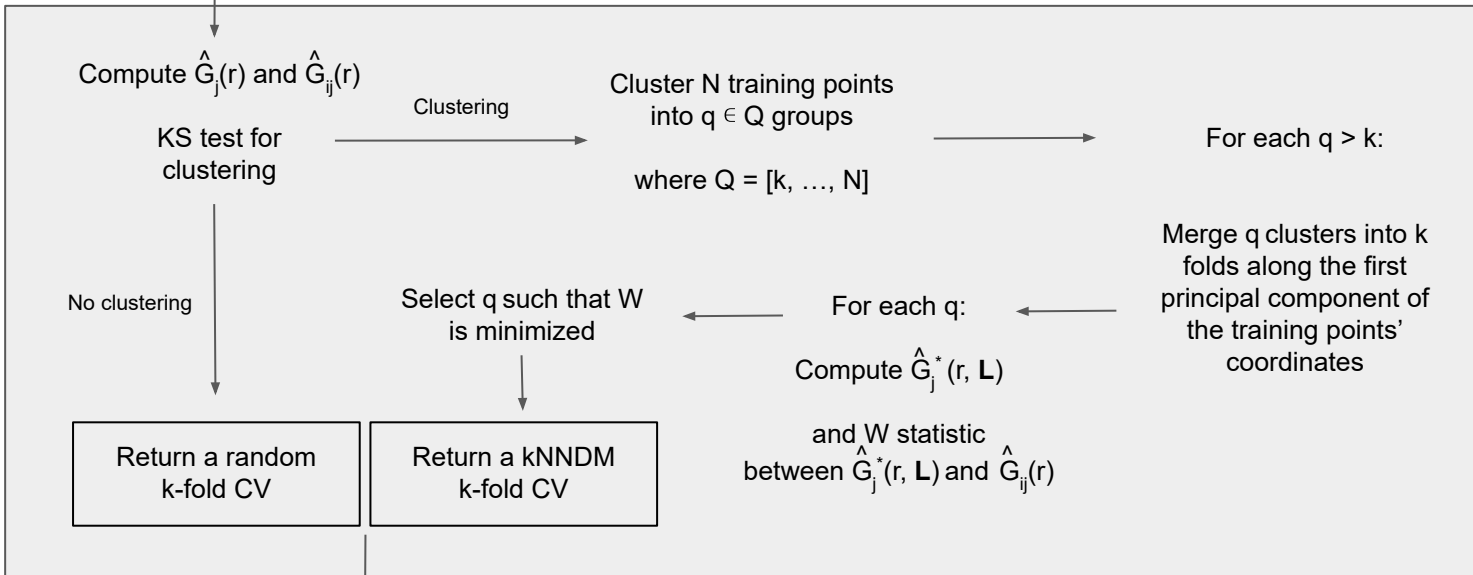 Compute Ĝj(r) and Ĝij(r)
KS test for
clustering
Clustering
Cluster N training points
into q ∈ Q groups
where Q = [k, …, N]
For each q > k:
Merge q clusters into k
folds along the first
principal component of
the training points’
coordinates
For each q:
Compute Ĝj*(r, L)
and W statistic
between Ĝj*(r, L) and Ĝij(r)
Select q such that W
is minimized
No clustering
Return a random
k-fold CV
Return a kNNDM
k-fold CV